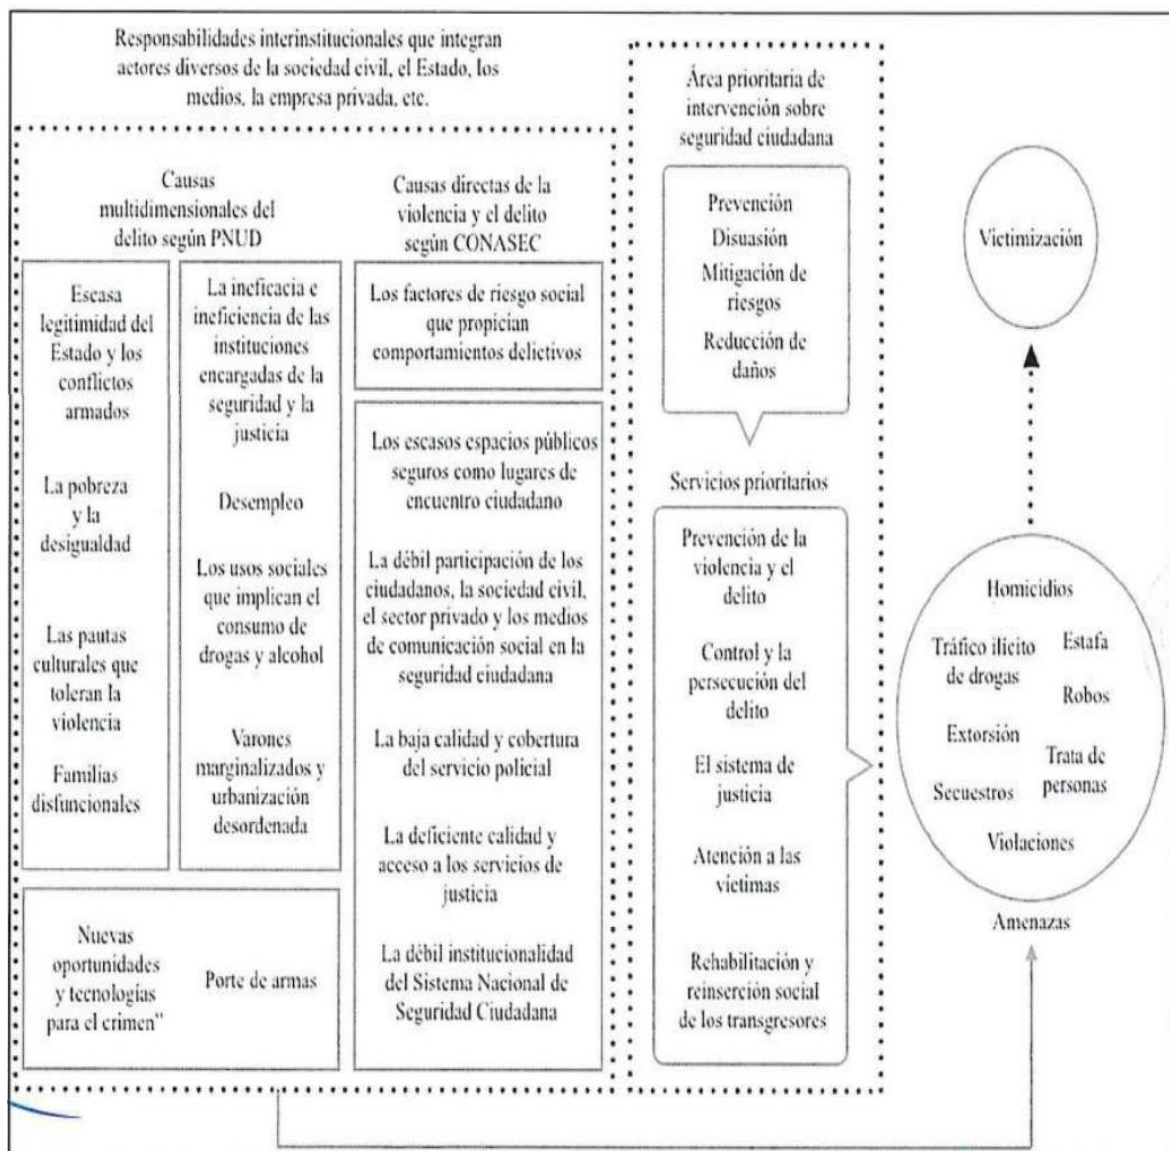 Responsabilidades interinstitucionales que integran
actores diversos de la sociedad civil, el Estado, los
medios, la empresa privada, etc.
Causas
multidimensionales del
delito según PNUD
Escasa
legitimidad del
Estado y los
conflictos
armados
La pobreza
y la
desigualdad
Las pautas
culturales que
toleran la
violencia
Familias
disfuncionales
La ineficacia e
ineficiencia de las
instituciones
encargadas de la
seguridad y la
justicia
Desempleo
Los usos sociales
que implican el
consumo de
drogas y alcohol
Varones
marginalizados y
urbanización
desordenada
Nuevas
oportunidades
y tecnologías
para el crimen"
Porte de armas
Causas directas de la
violencia y el delito
según CONASEC
Los factores de riesgo social
que propician
comportamientos delictivos
Los escasos espacios públicos
seguros como lugares de
encuentro ciudadano
La débil participación de los
ciudadanos, la sociedad civil,
el sector privado y los medios
de comunicación social en la
seguridad ciudadana
La baja calidad y cobertura
del servicio policial
La deficiente calidad y
acceso a los servicios de
justicia
La débil institucionalidad
del Sistema Nacional de
Seguridad Ciudadana
Área prioritaria de
intervención sobre
seguridad ciudadana
Prevención
Disuasión
Mitigación de
riesgos
Reducción de
daños
Servicios prioritarios
Prevención de la
violencia y el
delito
Control y la
persecución del
delito
El sistema de
justicia
Atención a las
víctimas
Rehabilitación y
reinserción social
de los transgresores
Victimización
Homicidios
Tráfico ilícito
de drogas
Estafa
Robos
Extorsión
Trata de
personas
Secuestros
Violaciones
Amenazas